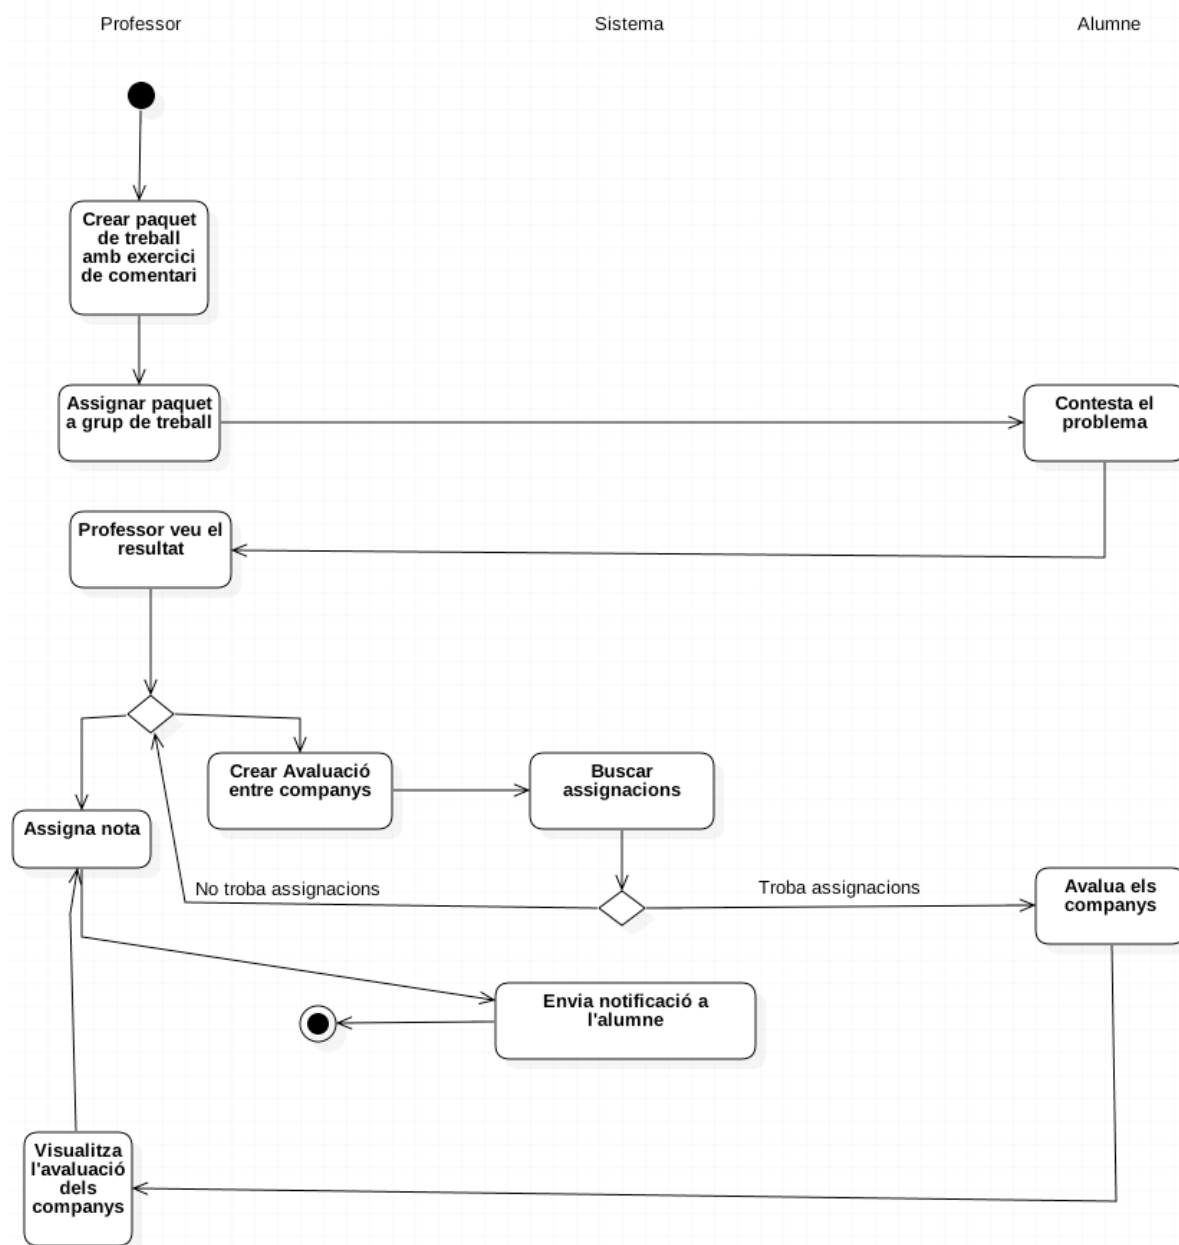 Professor
Sistema
Alumne
Crear paquet
de treball
amb exercici
de comentari
Assignar paquet
a grup de treball
Contesta el
problema
Professor veu el
resultat
Crear Avaluació
entre companys
Buscar
assignacions
Assigna nota
No troba assignacions
Troba assignacions
Avalua els
companys
Envia notificació a
l'alumne
Visualitza
l'avaluació
dels
companys